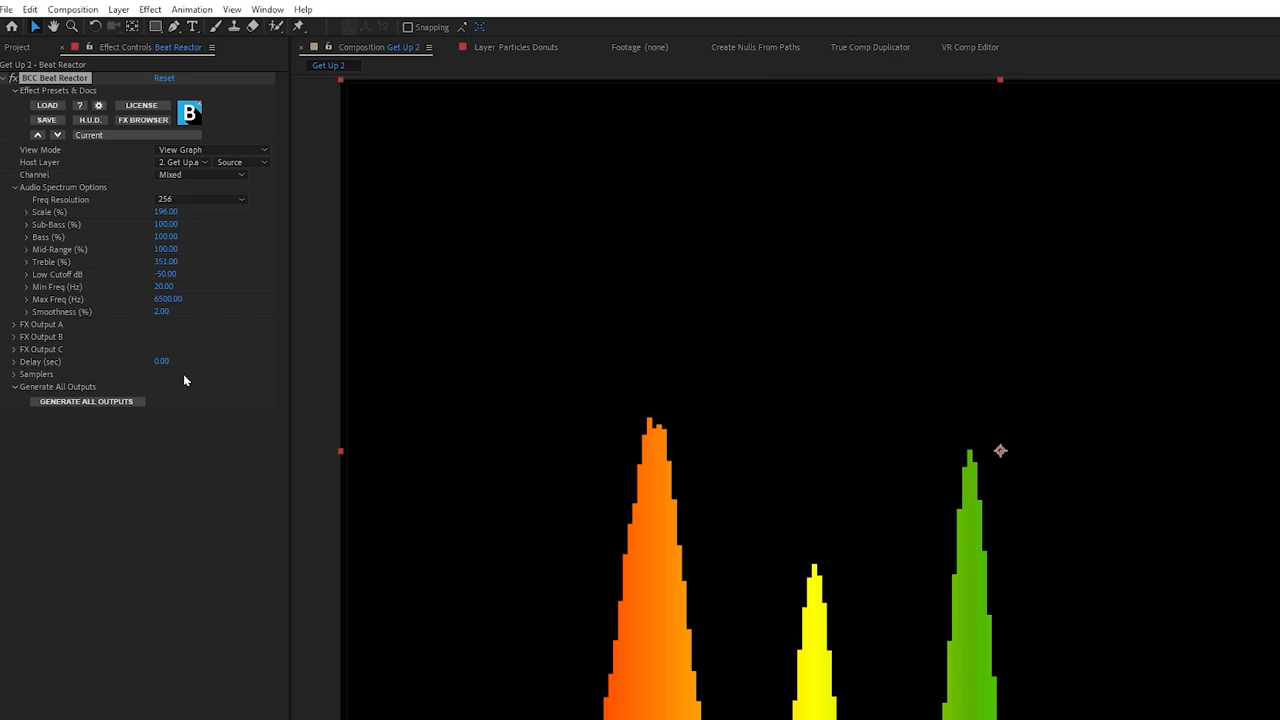 File Edit Composition Layer Effect Animation View Window Help
Snapping
Project Effect Controls Beat Reactor Composition Get Up 2 Layer Particles Donuts Footage (none) Create Nulls From Paths True Comp Duplicator VR Comp Editor
Get Up 2 - Beat Reactor Get Up 2
fx BCC Beat Reactor Reset
Effect Presets & Docs
LOAD ? LICENSE B
SAVE H.U.D. FX BROWSER
Current
View Mode View Graph
Host Layer 2. Get Up.a Source
Channel Mixed
Audio Spectrum Options
Freq Resolution 256
Scale (%) 196.00
Sub-Bass (%) 100.00
Bass (%) 100.00
Mid-Range (%) 100.00
Treble (%) 351.00
Low Cutoff dB -50.00
Min Freq (Hz) 20.00
Max Freq (Hz) 6500.00
Smoothness (%) 2.00
FX Output A
FX Output B
FX Output C
Delay (sec) 0.00
Samplers
Generate All Outputs
GENERATE ALL OUTPUTS